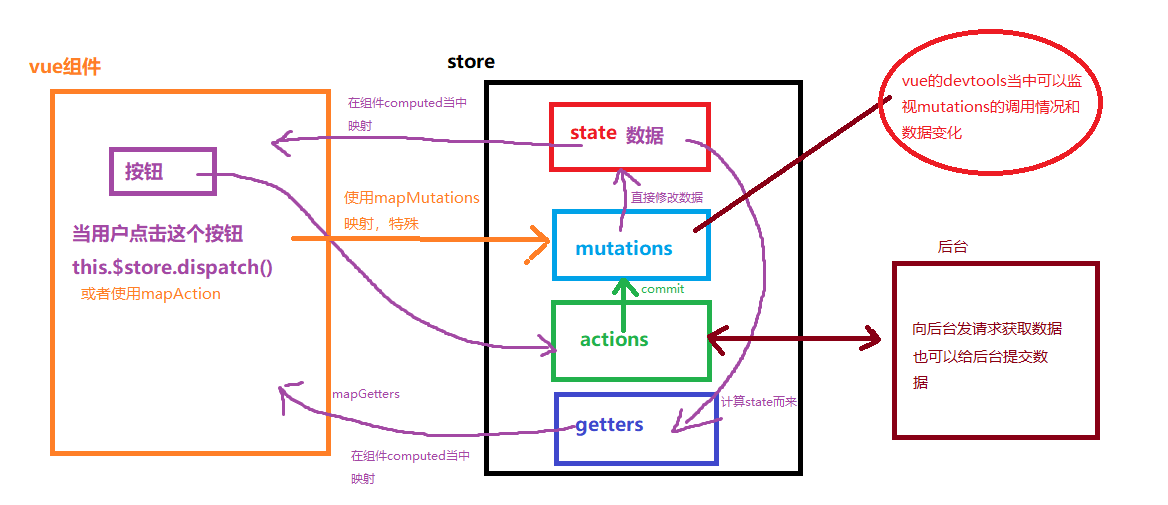 vue组件
store
在组件computed当中
映射
state 数据
vue的devtools当中可以监
视mutations的调用情况和
数据变化
按钮
使用mapMutations
映射，特殊
直接修改数据
当用户点击这个按钮
this.$store.dispatch()
或者使用mapAction
mutations
commit
actions
后台
向后台发请求获取数据
也可以给后台提交数
据
mapGetters
计算state而来
getters
在组件computed当中
映射